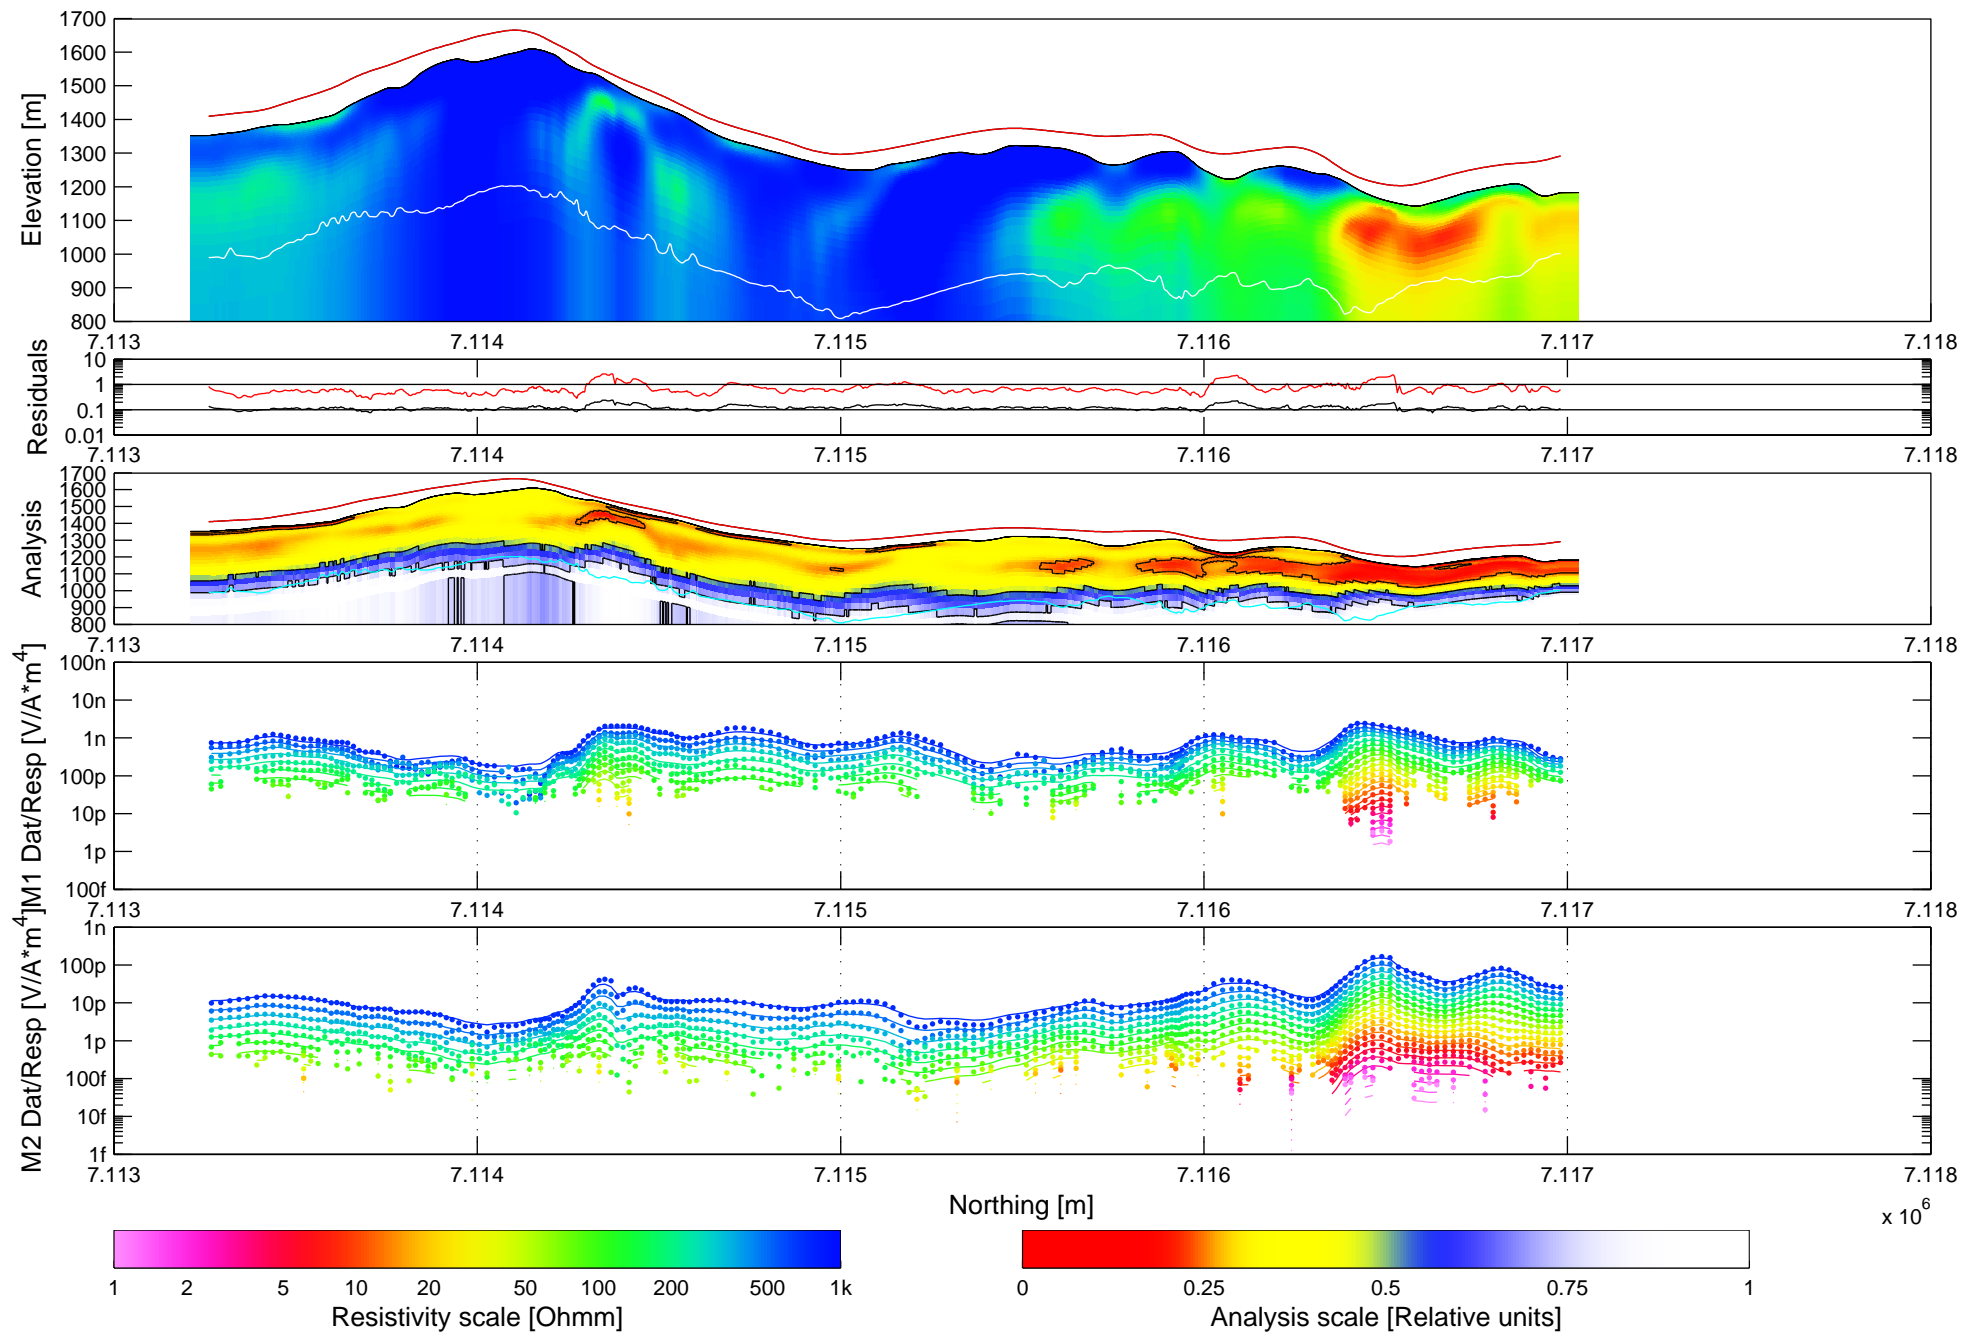 1700
1600
1500
1400
1300
1200
1100
1000
900
800
Elevation [m]
7.113 7.114 7.115 7.116 7.117 7.118
10
1
0.1
0.01
Residuals
7.113 7.114 7.115 7.116 7.117 7.118
1700
1600
1500
1400
1300
1200
1100
1000
900
800
Analysis
7.113 7.114 7.115 7.116 7.117 7.118
100n
10n
1n
100p
10p
1p
100f
M1 Dat/Resp [V/A*m4]
7.113 7.114 7.115 7.116 7.117 7.118
1n
100p
10p
1p
100f
10f
1f
M2 Dat/Resp [V/A*m4]
7.113 7.114 7.115 7.116 7.117 7.118
Northing [m]
x 10^6
1 2 5 10 20 50 100 200 500 1k
Resistivity scale [Ohmm]
0 0.25 0.5 0.75 1
Analysis scale [Relative units]